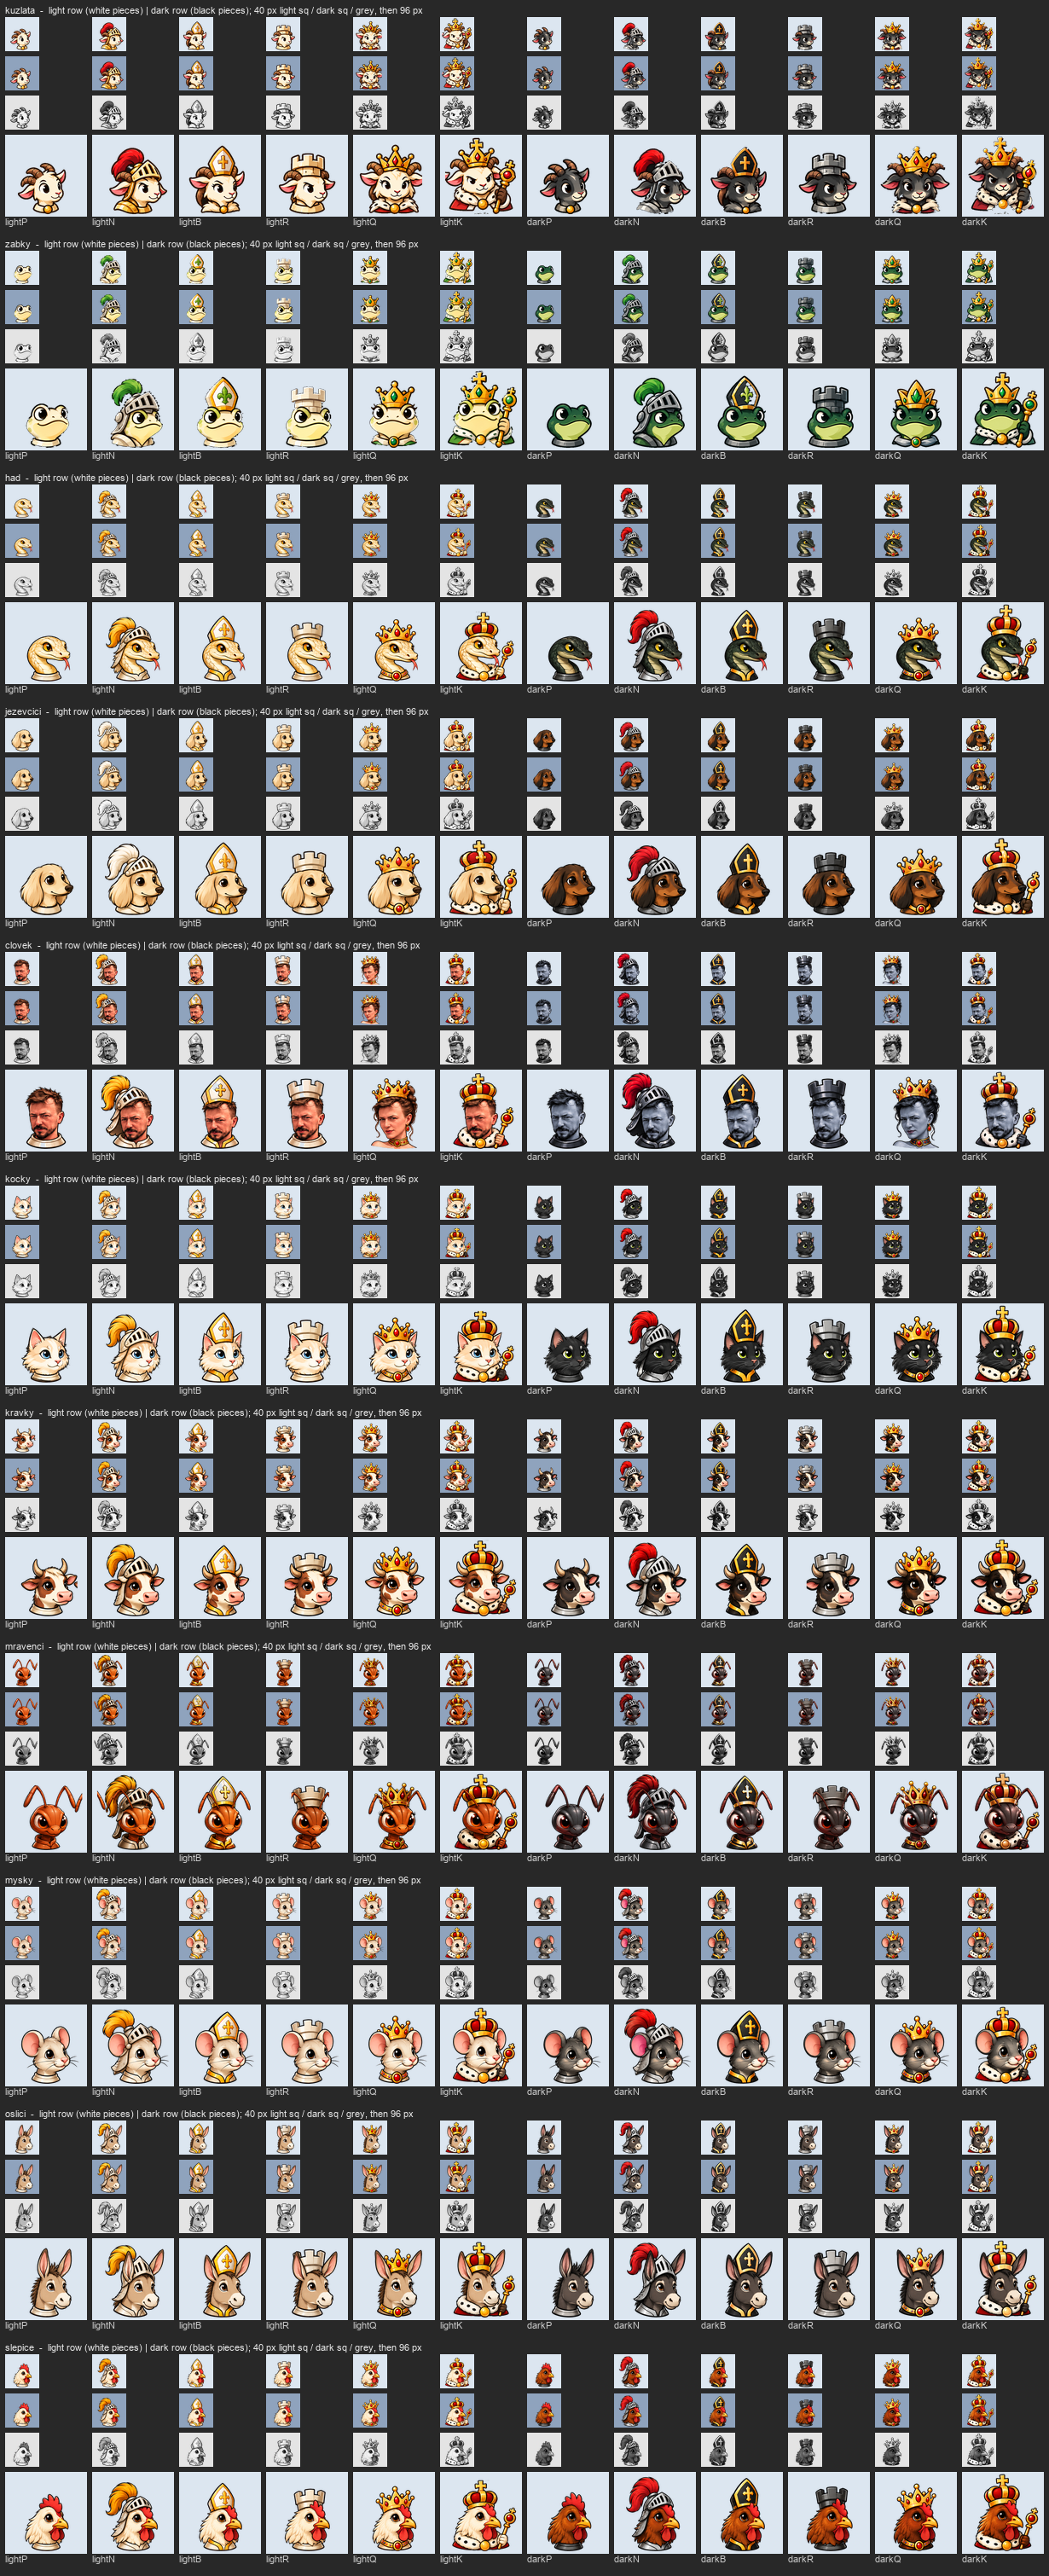 kuzlata - light row (white pieces) | dark row (black pieces); 40 px light sq / dark sq / grey, then 96 px
lightP lightN lightB lightR lightQ lightK darkP darkN darkB darkR darkQ darkK
zabky - light row (white pieces) | dark row (black pieces); 40 px light sq / dark sq / grey, then 96 px
lightP lightN lightB lightR lightQ lightK darkP darkN darkB darkR darkQ darkK
had - light row (white pieces) | dark row (black pieces); 40 px light sq / dark sq / grey, then 96 px
lightP lightN lightB lightR lightQ lightK darkP darkN darkB darkR darkQ darkK
jezevcici - light row (white pieces) | dark row (black pieces); 40 px light sq / dark sq / grey, then 96 px
lightP lightN lightB lightR lightQ lightK darkP darkN darkB darkR darkQ darkK
clovek - light row (white pieces) | dark row (black pieces); 40 px light sq / dark sq / grey, then 96 px
lightP lightN lightB lightR lightQ lightK darkP darkN darkB darkR darkQ darkK
kocky - light row (white pieces) | dark row (black pieces); 40 px light sq / dark sq / grey, then 96 px
lightP lightN lightB lightR lightQ lightK darkP darkN darkB darkR darkQ darkK
kravky - light row (white pieces) | dark row (black pieces); 40 px light sq / dark sq / grey, then 96 px
lightP lightN lightB lightR lightQ lightK darkP darkN darkB darkR darkQ darkK
mravenci - light row (white pieces) | dark row (black pieces); 40 px light sq / dark sq / grey, then 96 px
lightP lightN lightB lightR lightQ lightK darkP darkN darkB darkR darkQ darkK
mysky - light row (white pieces) | dark row (black pieces); 40 px light sq / dark sq / grey, then 96 px
lightP lightN lightB lightR lightQ lightK darkP darkN darkB darkR darkQ darkK
oslici - light row (white pieces) | dark row (black pieces); 40 px light sq / dark sq / grey, then 96 px
lightP lightN lightB lightR lightQ lightK darkP darkN darkB darkR darkQ darkK
slepice - light row (white pieces) | dark row (black pieces); 40 px light sq / dark sq / grey, then 96 px
lightP lightN lightB lightR lightQ lightK darkP darkN darkB darkR darkQ darkK